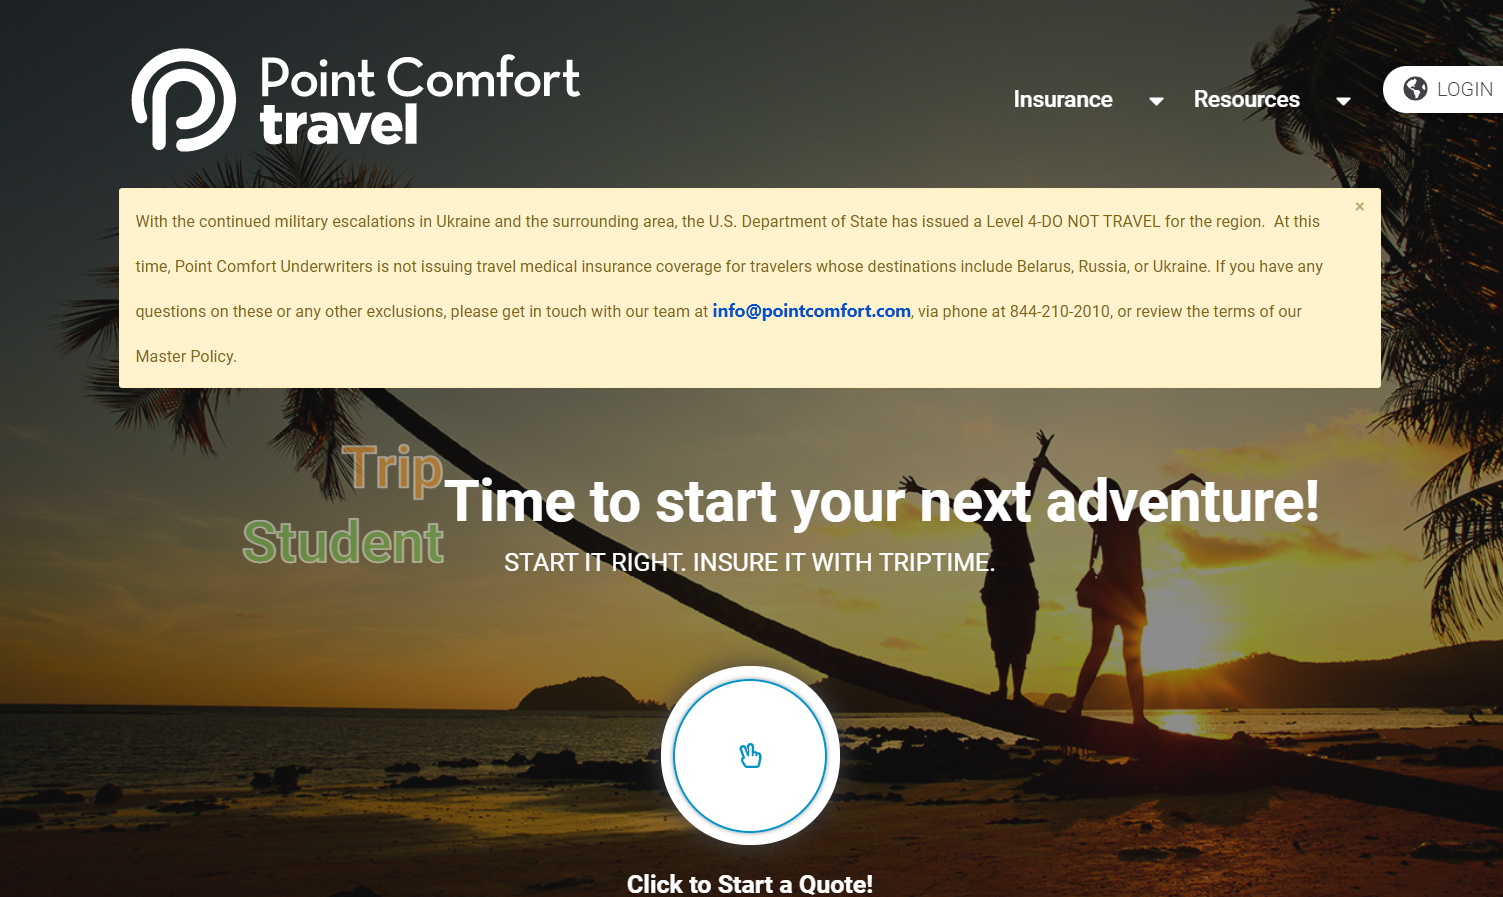 Point Comfort
travel
Insurance
Resources
LOGIN
×
With the continued military escalations in Ukraine and the surrounding area, the U.S. Department of State has issued a Level 4-DO NOT TRAVEL for the region.  At this
time, Point Comfort Underwriters is not issuing travel medical insurance coverage for travelers whose destinations include Belarus, Russia, or Ukraine. If you have any
questions on these or any other exclusions, please get in touch with our team at info@pointcomfort.com, via phone at 844-210-2010, or review the terms of our
Master Policy.
Trip
Student
Time to start your next adventure!
START IT RIGHT. INSURE IT WITH TRIPTIME.
Click to Start a Quote!